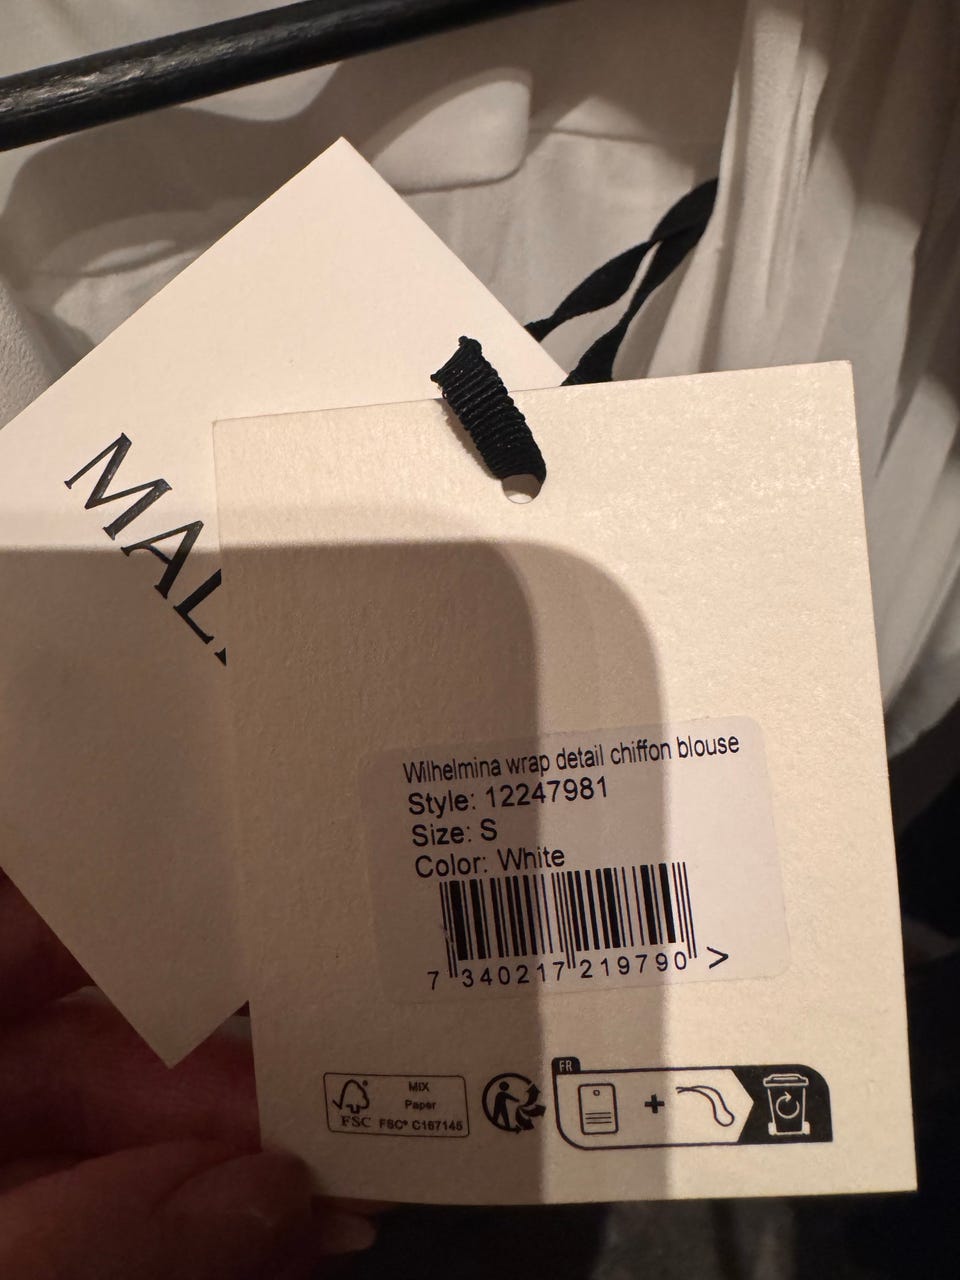 MAL
Wilhelmina wrap detail chiffon blouse
Style: 12247981
Size: S
Color: White
7 340217 219790 >
FR
MIX
Paper
FSC FSC® C167145
+